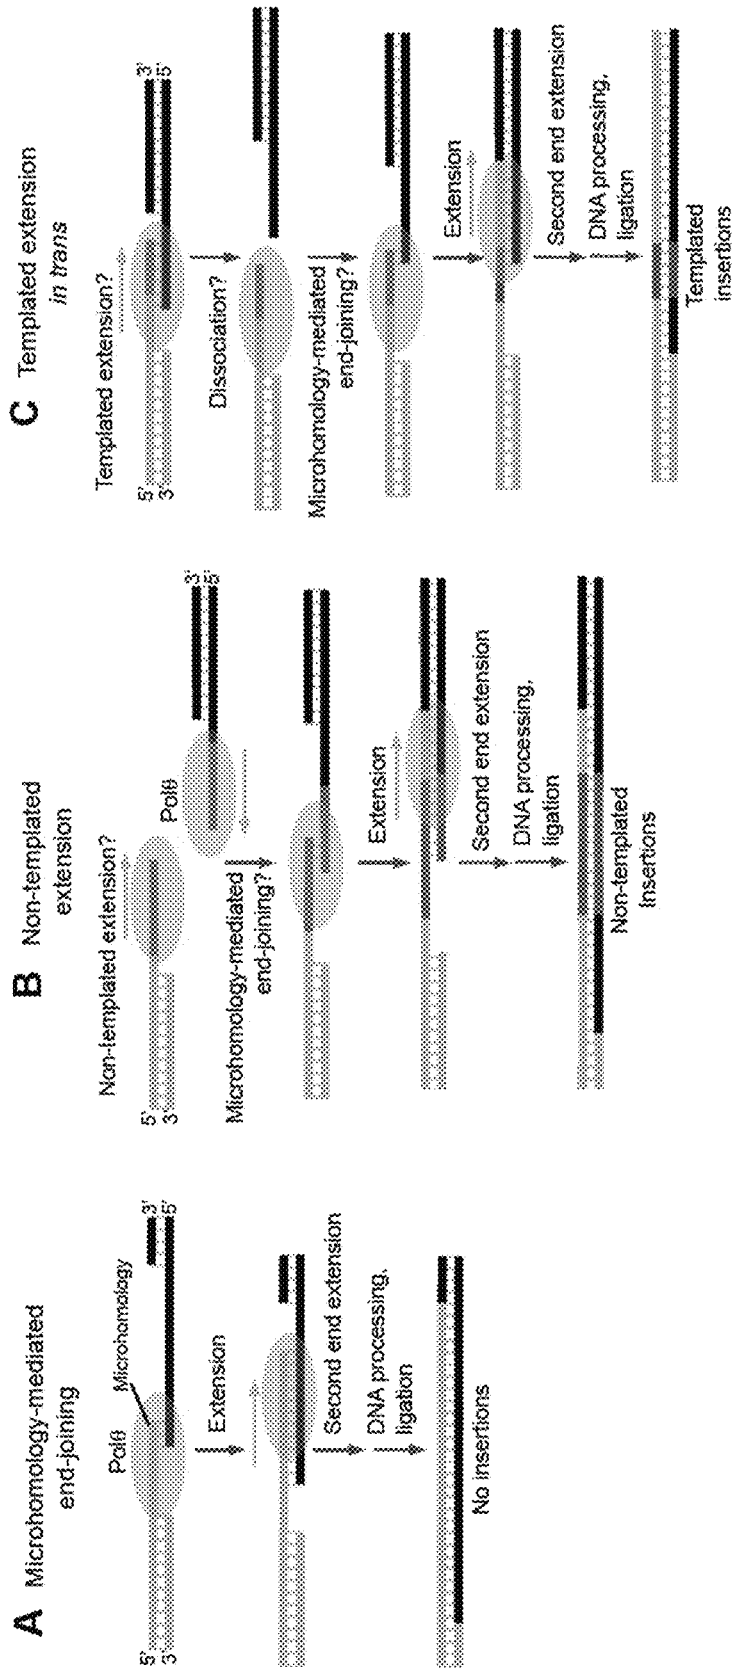 A Microhomology-mediated
end-joining
Polθ
Microhomology
5'
3'
3'
5'
Extension
Second end extension
DNA processing,
ligation
No insertions
B Non-templated
extension
Non-templated extension?
5'
3'
Polθ
3'
5'
Microhomology-mediated
end-joining?
Extension
Second end extension
DNA processing,
ligation
Non-templated
insertions
C Templated extension
in trans
Templated extension?
5'
3'
3'
5'
Dissociation?
Microhomology-mediated
end-joining?
Extension
Second end extension
DNA processing,
ligation
Templated
insertions